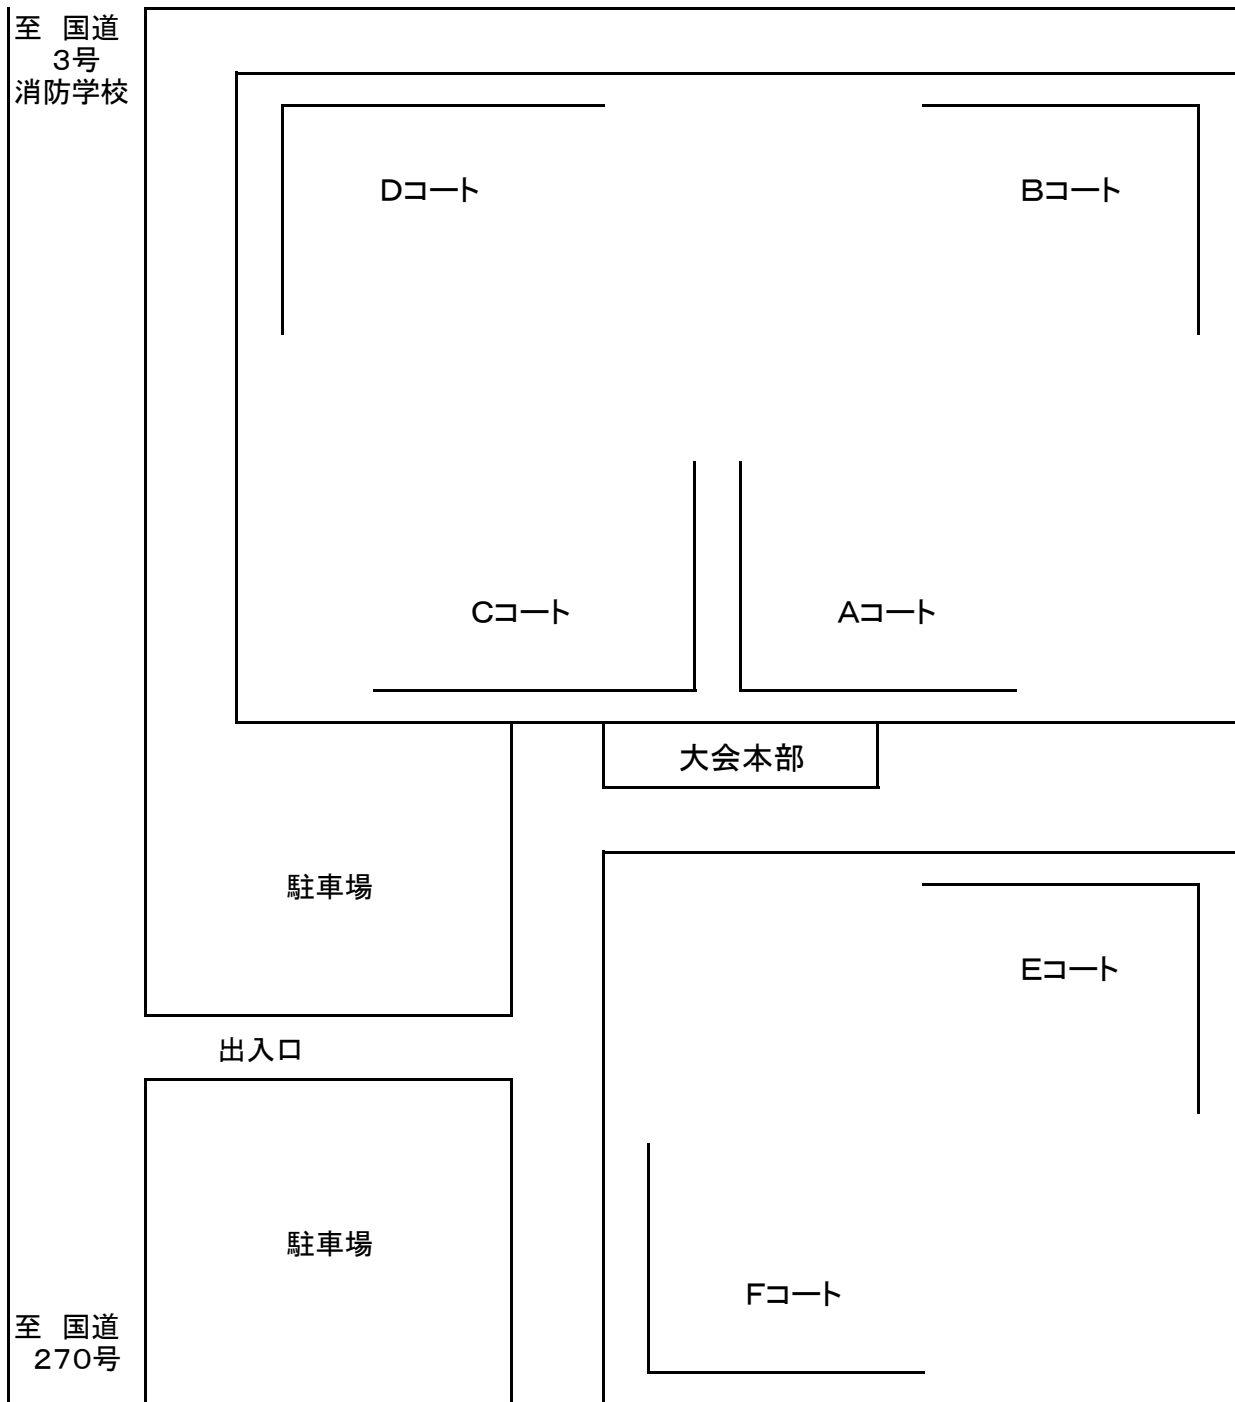 至　国道
3号
消防学校
Dコート
Bコート
Cコート
Aコート
大会本部
駐車場
Eコート
出入口
駐車場
Fコート
至　国道
270号